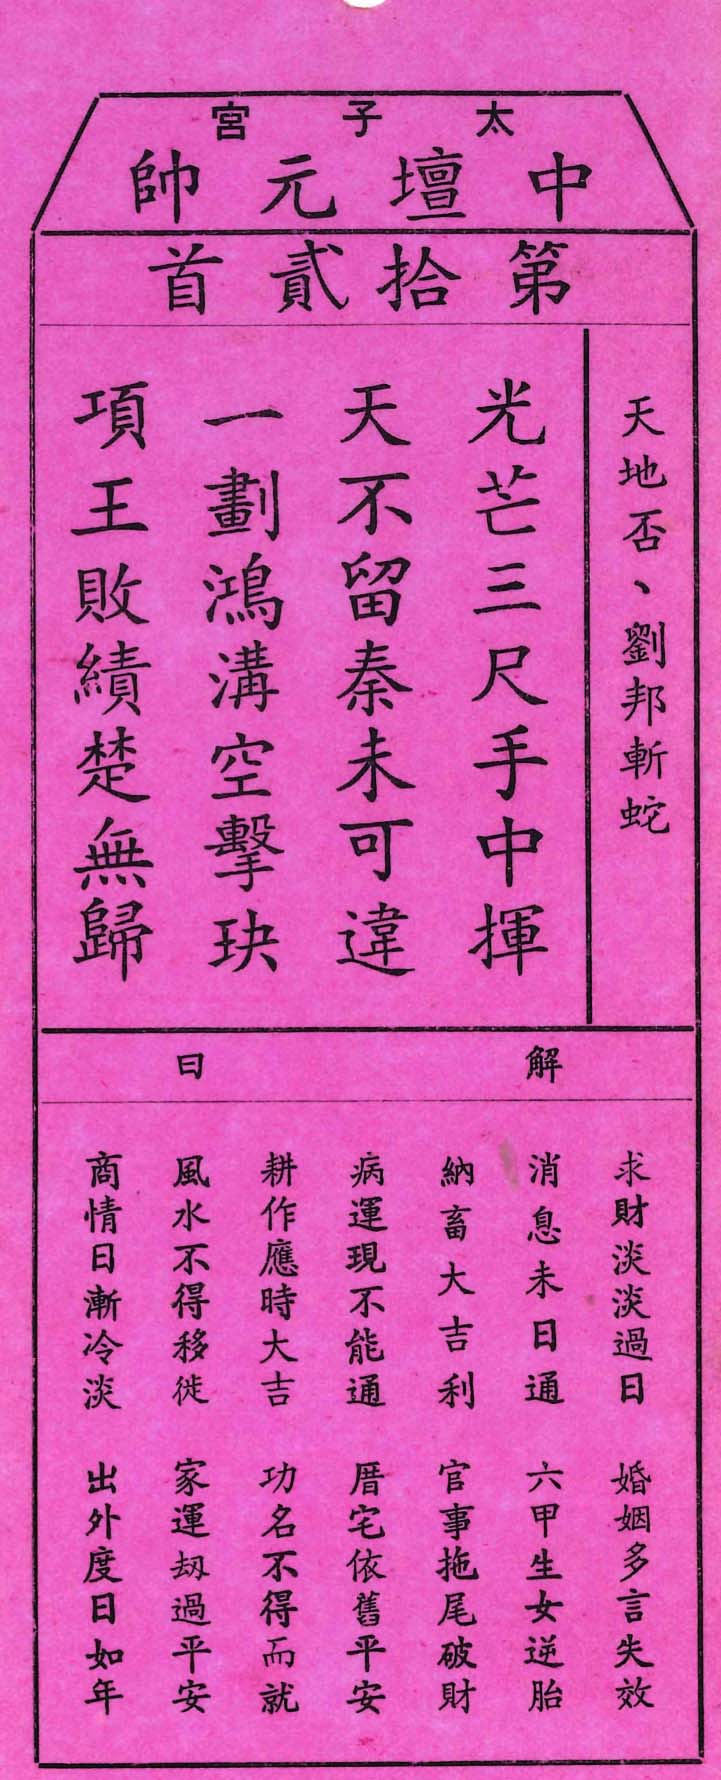 太子宮
中壇元帥
第拾貳首
天地否、劉邦斬蛇
光芒三尺手中揮
天不留秦未可違
一劃鴻溝空擊玦
項王敗績楚無歸
解曰
求財淡淡過日
消息未日通
納畜大吉利
病運現不能通
耕作應時大吉
風水不得移徙
商情日漸冷淡
婚姻多言失效
六甲生女逆胎
官事拖尾破財
厝宅依舊平安
功名不得而就
家運劫過平安
出外度日如年